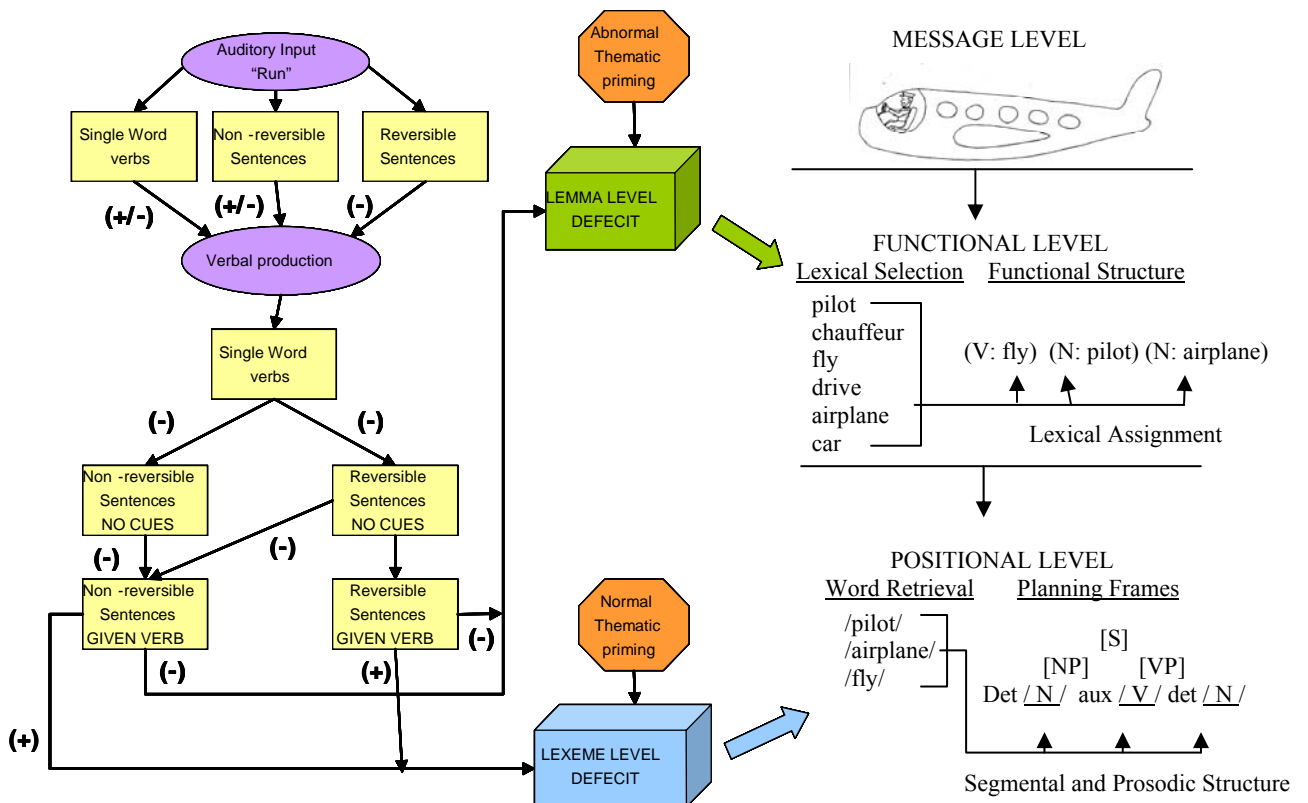 Auditory Input
“Run”
Single Word
verbs
Non -reversible
Sentences
Reversible
Sentences
(+/-)
(+/-)
(-)
Verbal production
Single Word
verbs
(-)
(-)
Non -reversible
Sentences
NO CUES
Reversible
Sentences
NO CUES
(-)
(-)
Non -reversible
Sentences
GIVEN VERB
Reversible
Sentences
GIVEN VERB
(-)
(-)
(+)
(+)
Abnormal
Thematic
priming
LEMMA LEVEL
DEFECIT
Normal
Thematic
priming
LEXEME LEVEL
DEFECIT
MESSAGE LEVEL
FUNCTIONAL LEVEL
Lexical Selection
Functional Structure
pilot
chauffeur
fly
drive
airplane
car
(V: fly) (N: pilot) (N: airplane)
Lexical Assignment
POSITIONAL LEVEL
Word Retrieval
Planning Frames
/pilot/
/airplane/
/fly/
[S]
[NP] [VP]
Det / N / aux / V / det / N /
Segmental and Prosodic Structure